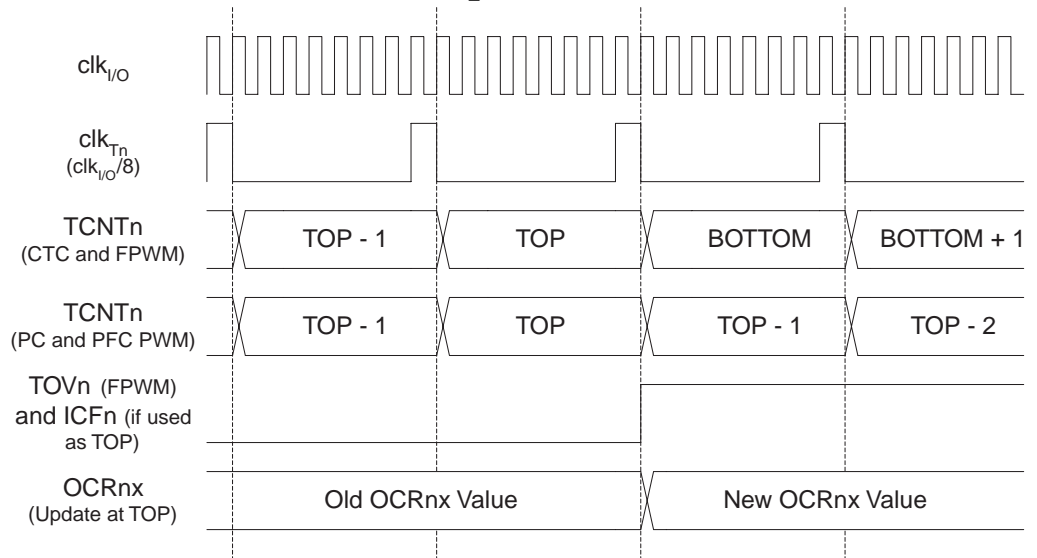 clkI/O
clkTn
(clkI/O/8)
TCNTn
(CTC and FPWM)
TOP - 1 TOP BOTTOM BOTTOM + 1
TCNTn
(PC and PFC PWM)
TOP - 1 TOP TOP - 1 TOP - 2
TOVn (FPWM)
and ICFn (if used
as TOP)
OCRnx
(Update at TOP)
Old OCRnx Value New OCRnx Value